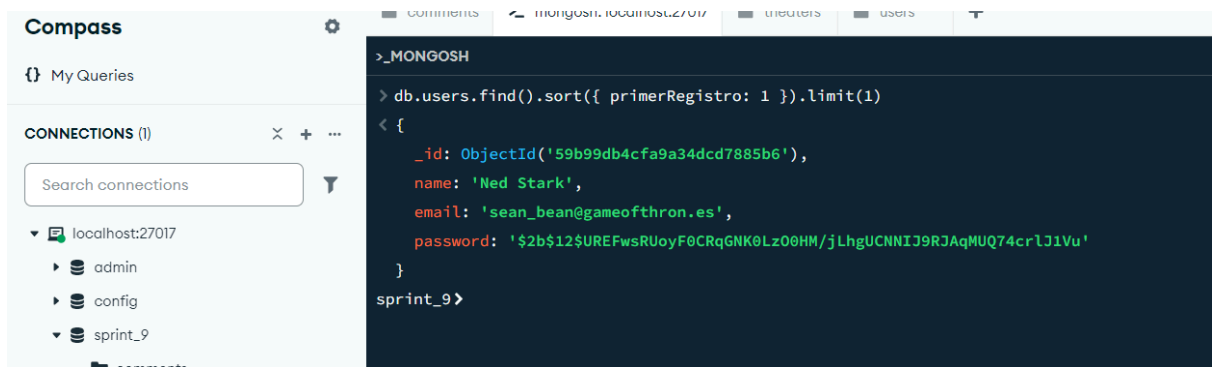 Compass
My Queries
CONNECTIONS (1)
Search connections
localhost:27017
admin
config
sprint_9
comments
comments
mongosh: localhost:27017
theaters
users
>_MONGOSH
> db.users.find().sort({ primerRegistro: 1 }).limit(1)
< {
_id: ObjectId('59b99db4cfa9a34dcd7885b6'),
name: 'Ned Stark',
email: 'sean_bean@gameofthron.es',
password: '$2b$12$UREFwsRUoyF0CRqGNK0LzO0HM/jLhgUCNNIJ9RJAqMUQ74crlJ1Vu'
}
sprint_9>